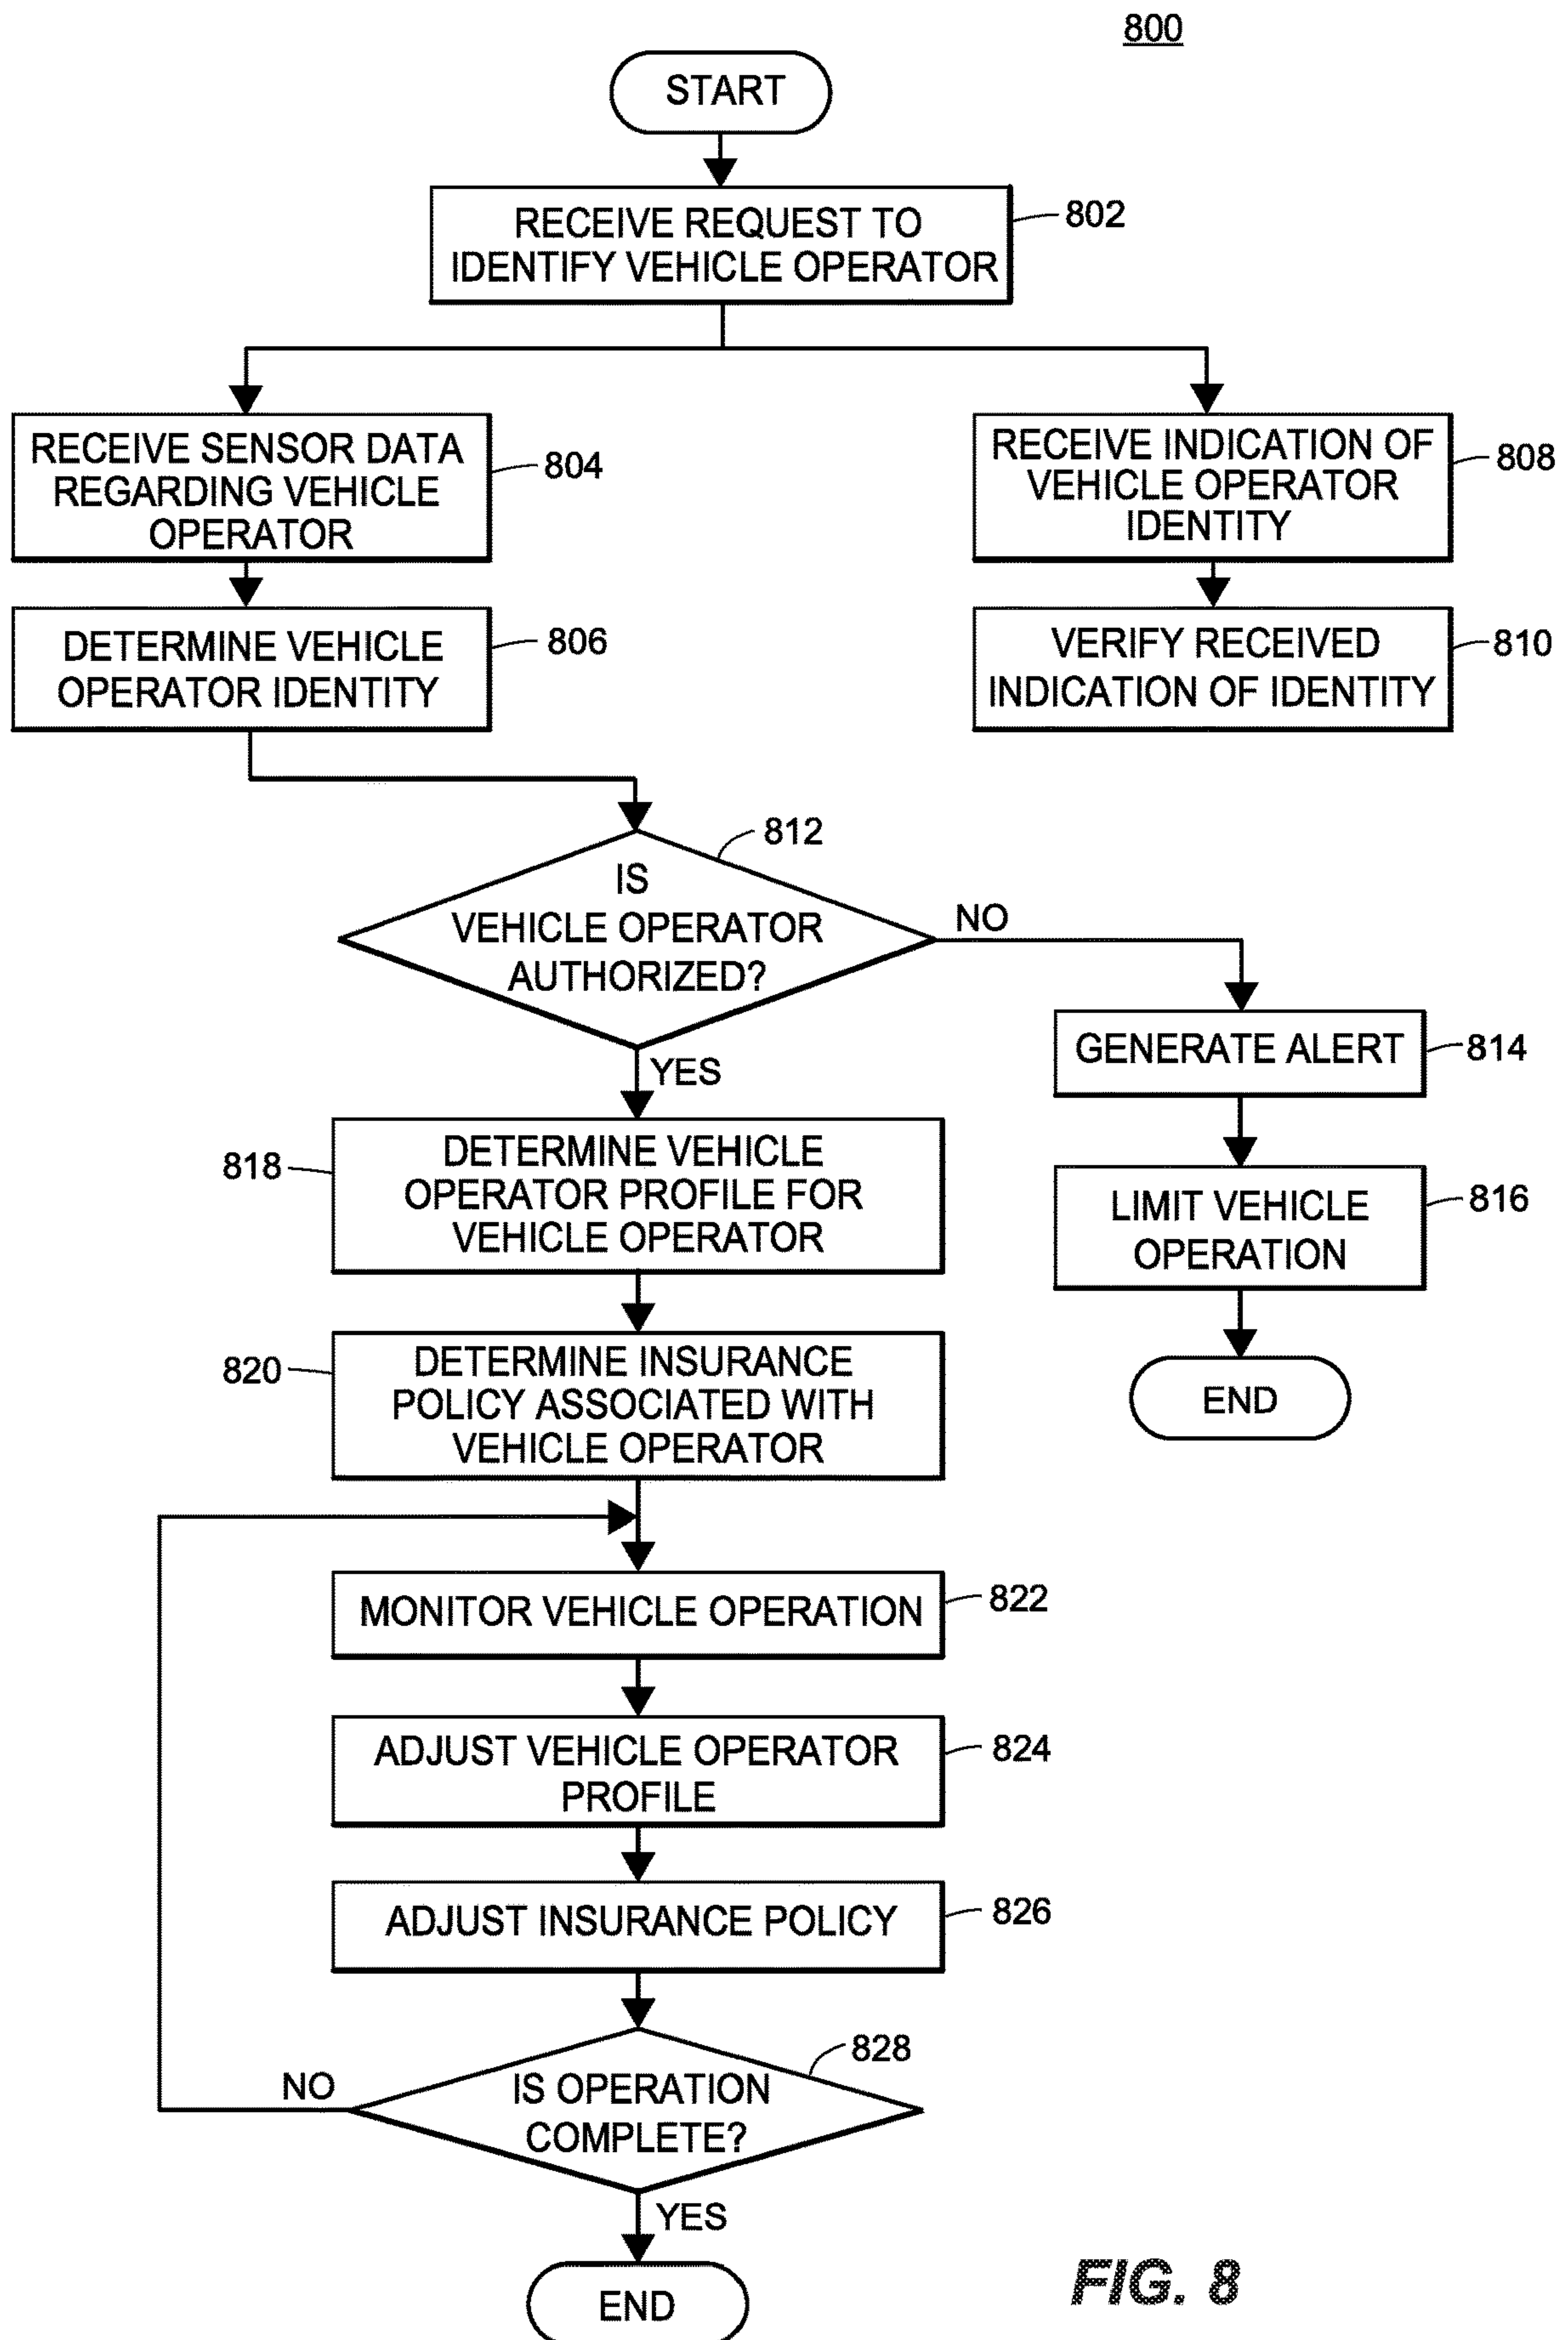 800
START
RECEIVE REQUEST TO
IDENTIFY VEHICLE OPERATOR
802
RECEIVE SENSOR DATA
REGARDING VEHICLE
OPERATOR
804
RECEIVE INDICATION OF
VEHICLE OPERATOR
IDENTITY
808
DETERMINE VEHICLE
OPERATOR IDENTITY
806
VERIFY RECEIVED
INDICATION OF IDENTITY
810
812
IS
VEHICLE OPERATOR
AUTHORIZED?
NO
YES
GENERATE ALERT
814
818
DETERMINE VEHICLE
OPERATOR PROFILE FOR
VEHICLE OPERATOR
LIMIT VEHICLE
OPERATION
816
820
DETERMINE INSURANCE
POLICY ASSOCIATED WITH
VEHICLE OPERATOR
END
MONITOR VEHICLE OPERATION
822
ADJUST VEHICLE OPERATOR
PROFILE
824
ADJUST INSURANCE POLICY
826
828
IS OPERATION
COMPLETE?
NO
YES
END
FIG. 8